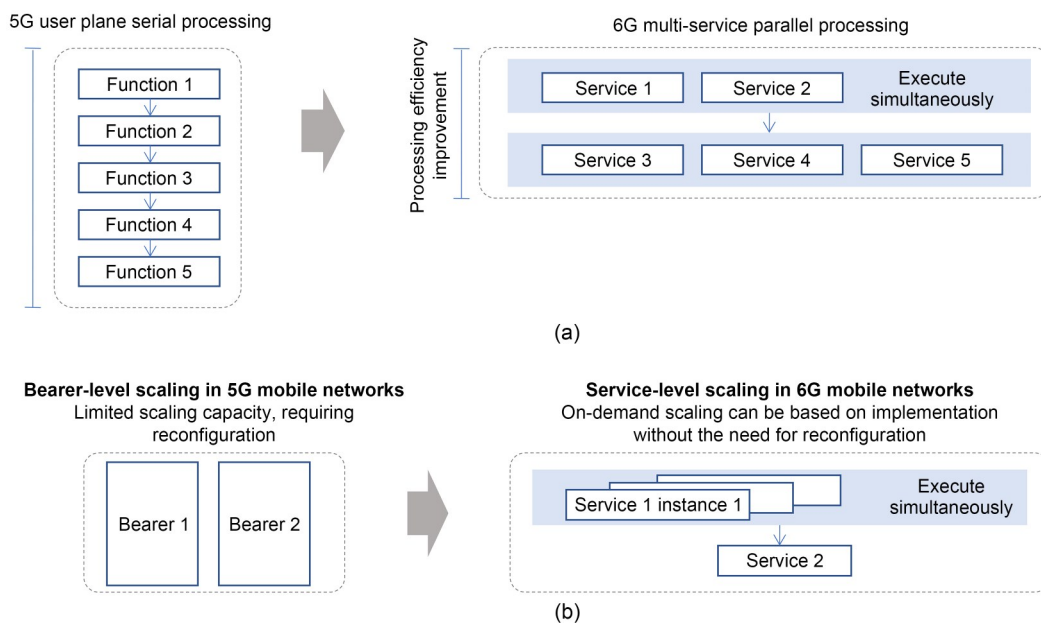 5G user plane serial processing
Function 1
Function 2
Function 3
Function 4
Function 5
6G multi-service parallel processing
Processing efficiency
improvement
Service 1
Service 2
Execute
simultaneously
Service 3
Service 4
Service 5
(a)
Bearer-level scaling in 5G mobile networks
Limited scaling capacity, requiring
reconfiguration
Bearer 1
Bearer 2
Service-level scaling in 6G mobile networks
On-demand scaling can be based on implementation
without the need for reconfiguration
Service 1 instance 1
Execute
simultaneously
Service 2
(b)